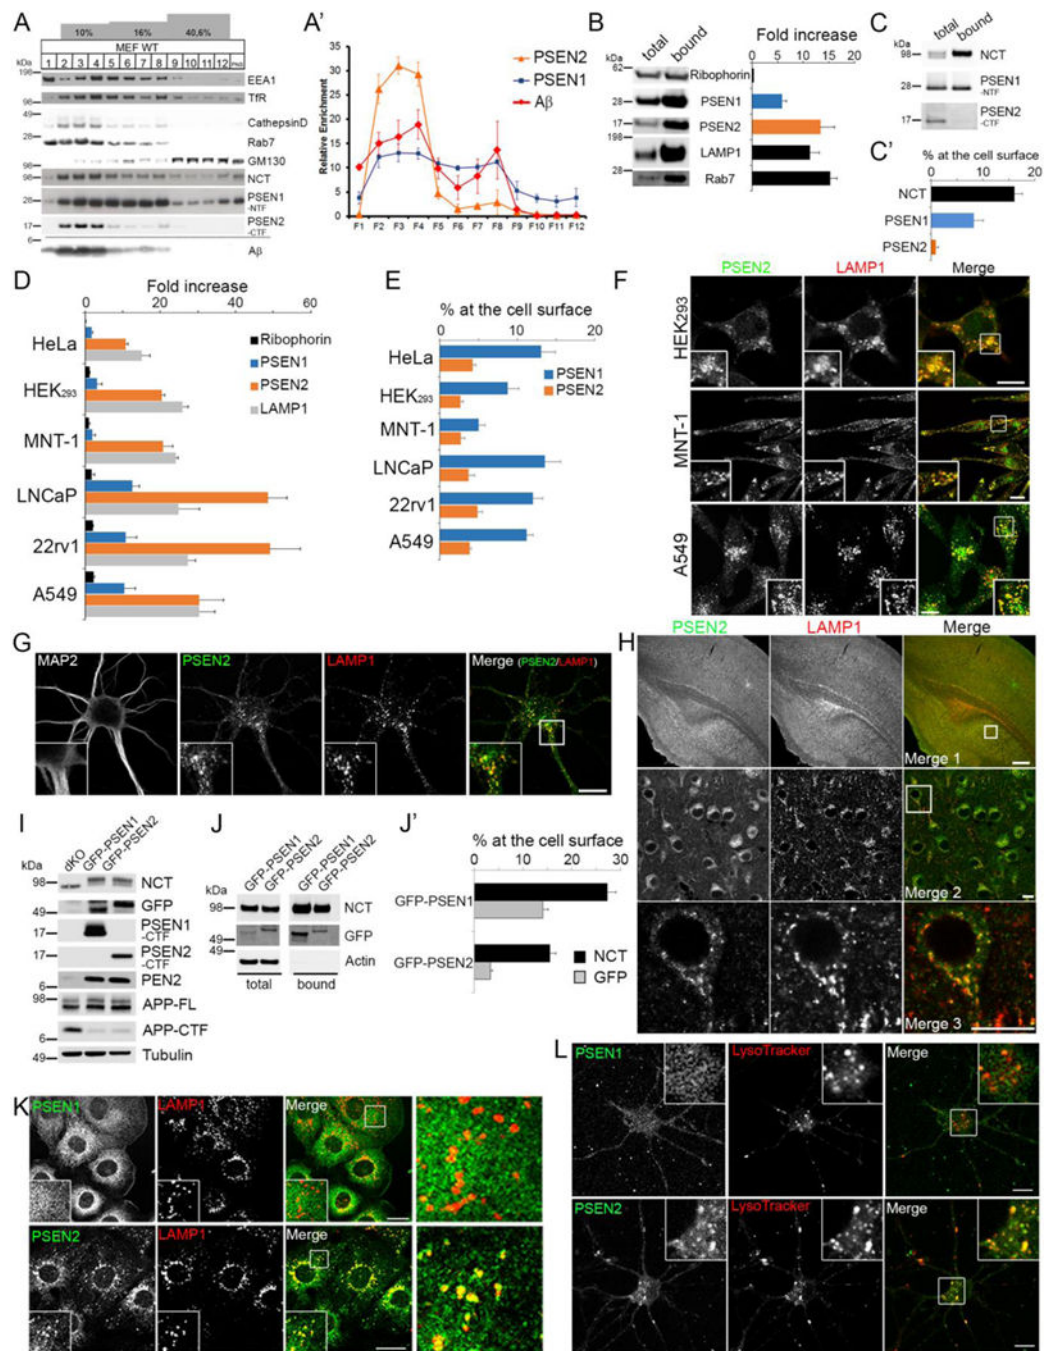 A
10%
16%
40,6%
MEF WT
kDa
1 2 3 4 5 6 7 8 9 10 11 12 PNS
196
EEA1
98
TfR
49
CathepsinD
28
Rab7
98
GM130
98
NCT
28
PSEN1
-NTF
17
PSEN2
-CTF
6
Aβ
A'
Relative Enrichment
35
30
25
20
15
10
5
0
PSEN2
PSEN1
Aβ
F1 F2 F3 F4 F5 F6 F7 F8 F9 F10 F11 F12
B
total
bound
kDa
62
Ribophorin
28
PSEN1
17
PSEN2
98
LAMP1
28
Rab7
Fold increase
0 5 10 15 20
C
total
bound
kDa
98
NCT
28
PSEN1
-NTF
17
PSEN2
-CTF
C'
% at the cell surface
0 5 10 15 20
NCT
PSEN1
PSEN2
D
Fold increase
0 20 40 60
HeLa
HEK293
MNT-1
LNCaP
22rv1
A549
Ribophorin
PSEN1
PSEN2
LAMP1
E
% at the cell surface
0 10 20
HeLa
HEK293
MNT-1
LNCaP
22rv1
A549
PSEN1
PSEN2
F
PSEN2
LAMP1
Merge
HEK293
MNT-1
A549
G
MAP2
PSEN2
LAMP1
Merge (PSEN2/LAMP1)
H
PSEN2
LAMP1
Merge
Merge 1
Merge 2
Merge 3
I
dKO
GFP-PSEN1
GFP-PSEN2
kDa
98
NCT
GFP
49
PSEN1
-CTF
17
PSEN2
-CTF
17
PEN2
6
98
APP-FL
APP-CTF
6
Tubulin
49
J
GFP-PSEN1
GFP-PSEN2
GFP-PSEN1
GFP-PSEN2
kDa
98
NCT
49
GFP
49
Actin
total
bound
J'
% at the cell surface
0 10 20 30
GFP-PSEN1
GFP-PSEN2
NCT
GFP
K
PSEN1
LAMP1
Merge
PSEN2
LAMP1
Merge
L
PSEN1
LysoTracker
Merge
PSEN2
LysoTracker
Merge